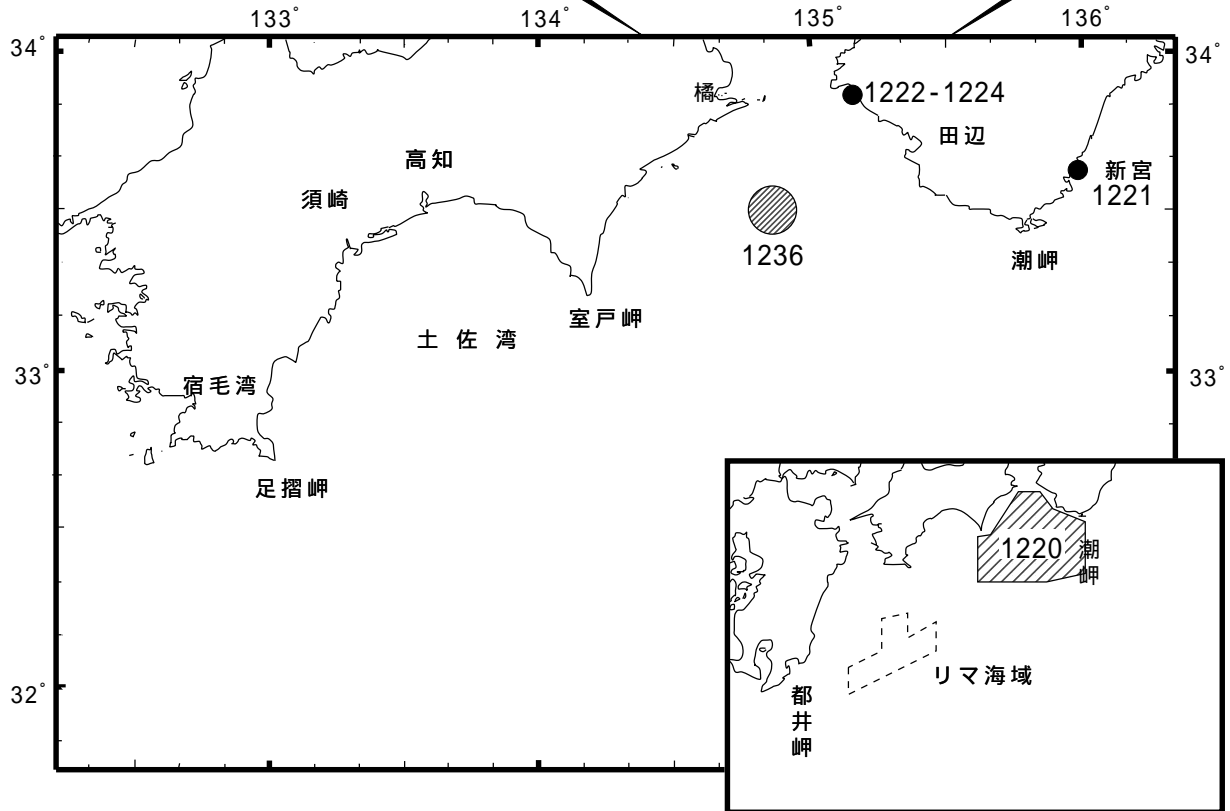 133°
134°
135°
136°
34°
34°
橘
1222-1224
田辺
高知
新宮
1221
須崎
1236
潮岬
室戸岬
土佐湾
33°
33°
宿毛湾
足摺岬
1220
潮岬
リマ海域
32°
都井岬